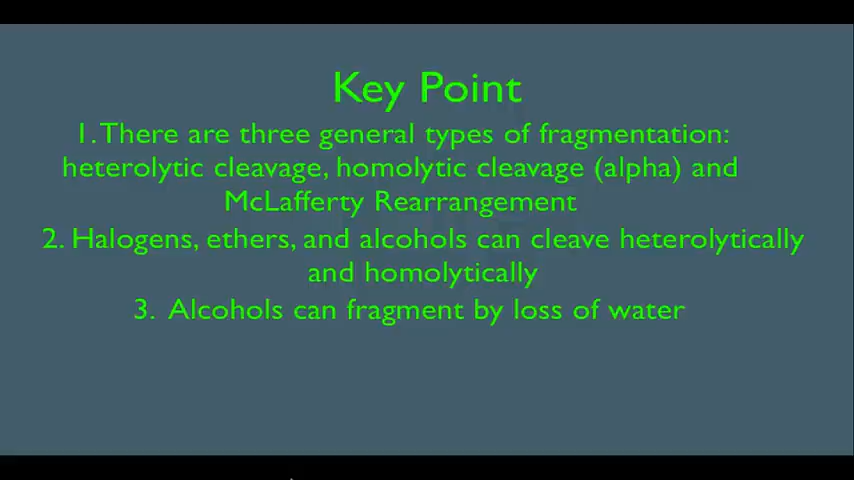 Key Point
1. There are three general types of fragmentation:
heterolytic cleavage, homolytic cleavage (alpha) and
McLafferty Rearrangement
2. Halogens, ethers, and alcohols can cleave heterolytically
and homolytically
3. Alcohols can fragment by loss of water